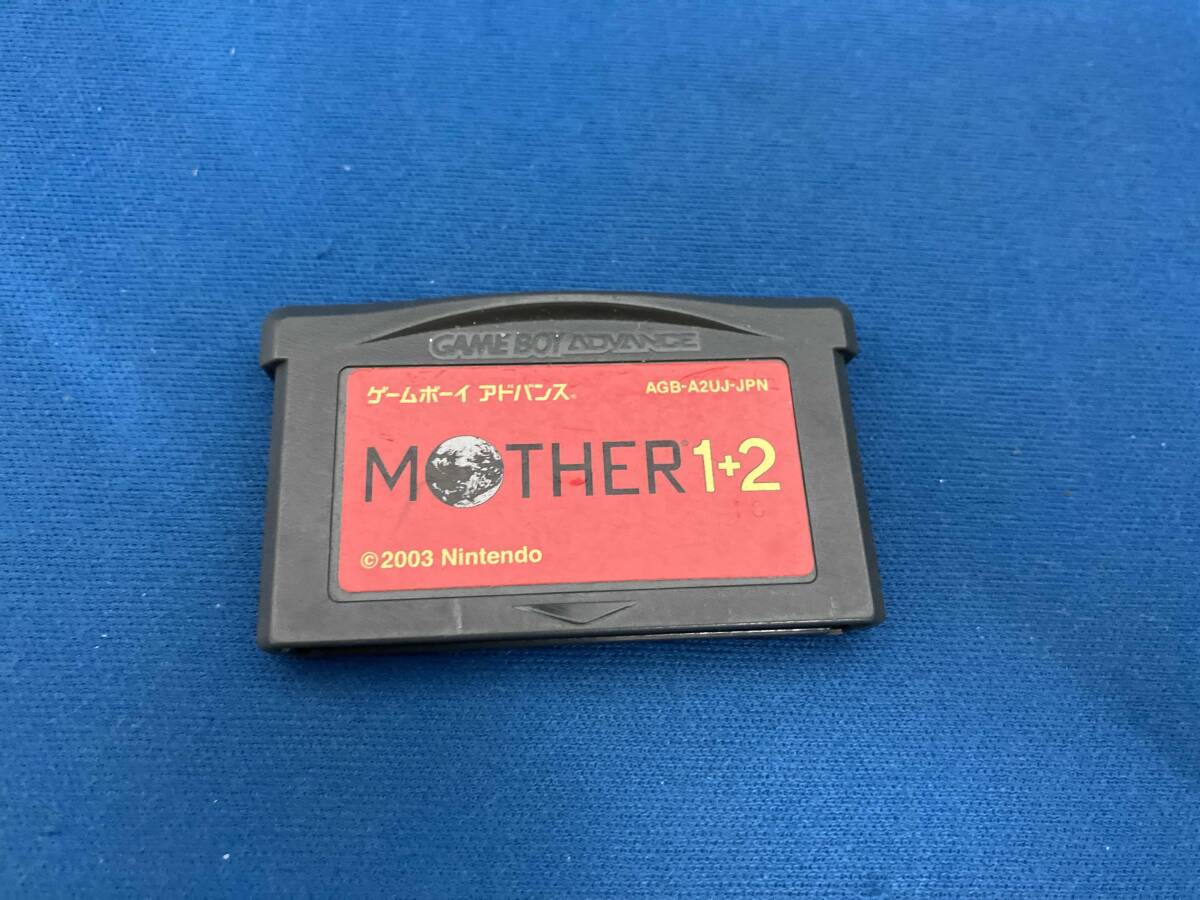 GAME BOY ADVANCE
ゲームボーイ アドバンス® AGB-A2UJ-JPN
MOTHER® 1+2
©2003 Nintendo